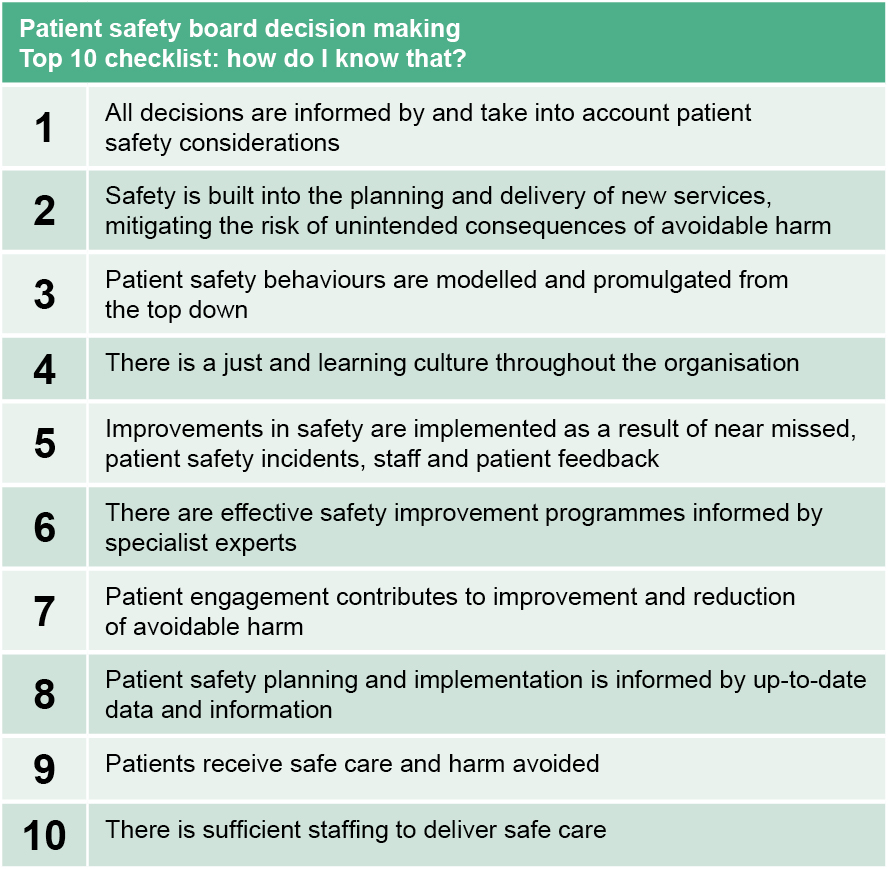 Patient safety board decision making
Top 10 checklist: how do I know that?
1
All decisions are informed by and take into account patient
safety considerations
2
Safety is built into the planning and delivery of new services,
mitigating the risk of unintended consequences of avoidable harm
3
Patient safety behaviours are modelled and promulgated from
the top down
4
There is a just and learning culture throughout the organisation
5
Improvements in safety are implemented as a result of near missed,
patient safety incidents, staff and patient feedback
6
There are effective safety improvement programmes informed by
specialist experts
7
Patient engagement contributes to improvement and reduction
of avoidable harm
8
Patient safety planning and implementation is informed by up-to-date
data and information
9
Patients receive safe care and harm avoided
10
There is sufficient staffing to deliver safe care